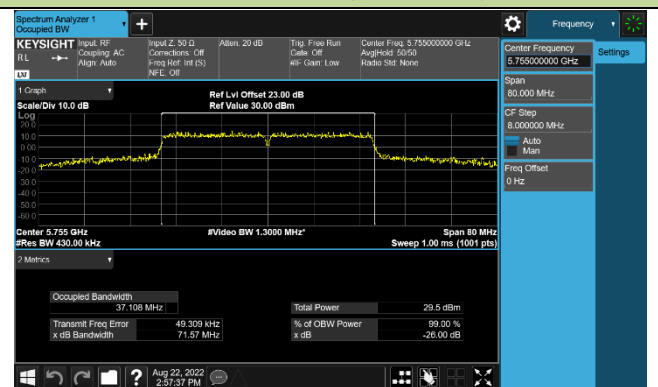 Spectrum Analyzer 1
Occupied BW
Frequency
KEYSIGHT
RL
LXI
Input: RF
Coupling: AC
Align: Auto
Input Z: 50 Ω
Corrections: Off
Freq Ref: Int (S)
NFE: Off
Atten: 20 dB
Trig: Free Run
Gate: Off
#IF Gain: Low
Center Freq: 5.755000000 GHz
Avg|Hold: 50/50
Radio Std: None
Center Frequency
5.755000000 GHz
Settings
Span
80.000 MHz
CF Step
8.000000 MHz
Auto
Man
Freq Offset
0 Hz
1 Graph
Scale/Div 10.0 dB
Ref Lvl Offset 23.00 dB
Ref Value 30.00 dBm
Log
20.0
10.0
0.00
-10.0
-20.0
-30.0
-40.0
-50.0
-60.0
Center 5.755 GHz
#Video BW 1.3000 MHz*
Span 80 MHz
#Res BW 430.00 kHz
Sweep 1.00 ms (1001 pts)
2 Metrics
Occupied Bandwidth
37.108 MHz
Total Power 29.5 dBm
Transmit Freq Error 49.309 kHz
% of OBW Power 99.00 %
x dB Bandwidth 71.57 MHz
x dB -26.00 dB
?
Aug 22, 2022
2:57:37 PM